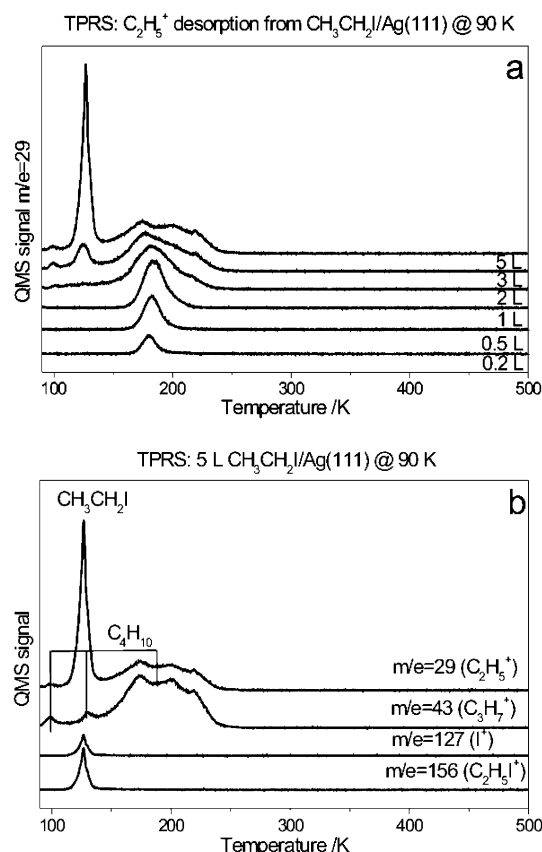 TPRS: C₂H₅⁺ desorption from CH₃CH₂I/Ag(111) @ 90 K
a
QMS signal m/e=29
5 L
3 L
2 L
1 L
0.5 L
0.2 L
100 200 300 400 500
Temperature /K
TPRS: 5 L CH₃CH₂I/Ag(111) @ 90 K
b
CH₃CH₂I
C₄H₁₀
QMS signal
m/e=29 (C₂H₅⁺)
m/e=43 (C₃H₇⁺)
m/e=127 (I⁺)
m/e=156 (C₂H₅I⁺)
100 200 300 400 500
Temperature /K